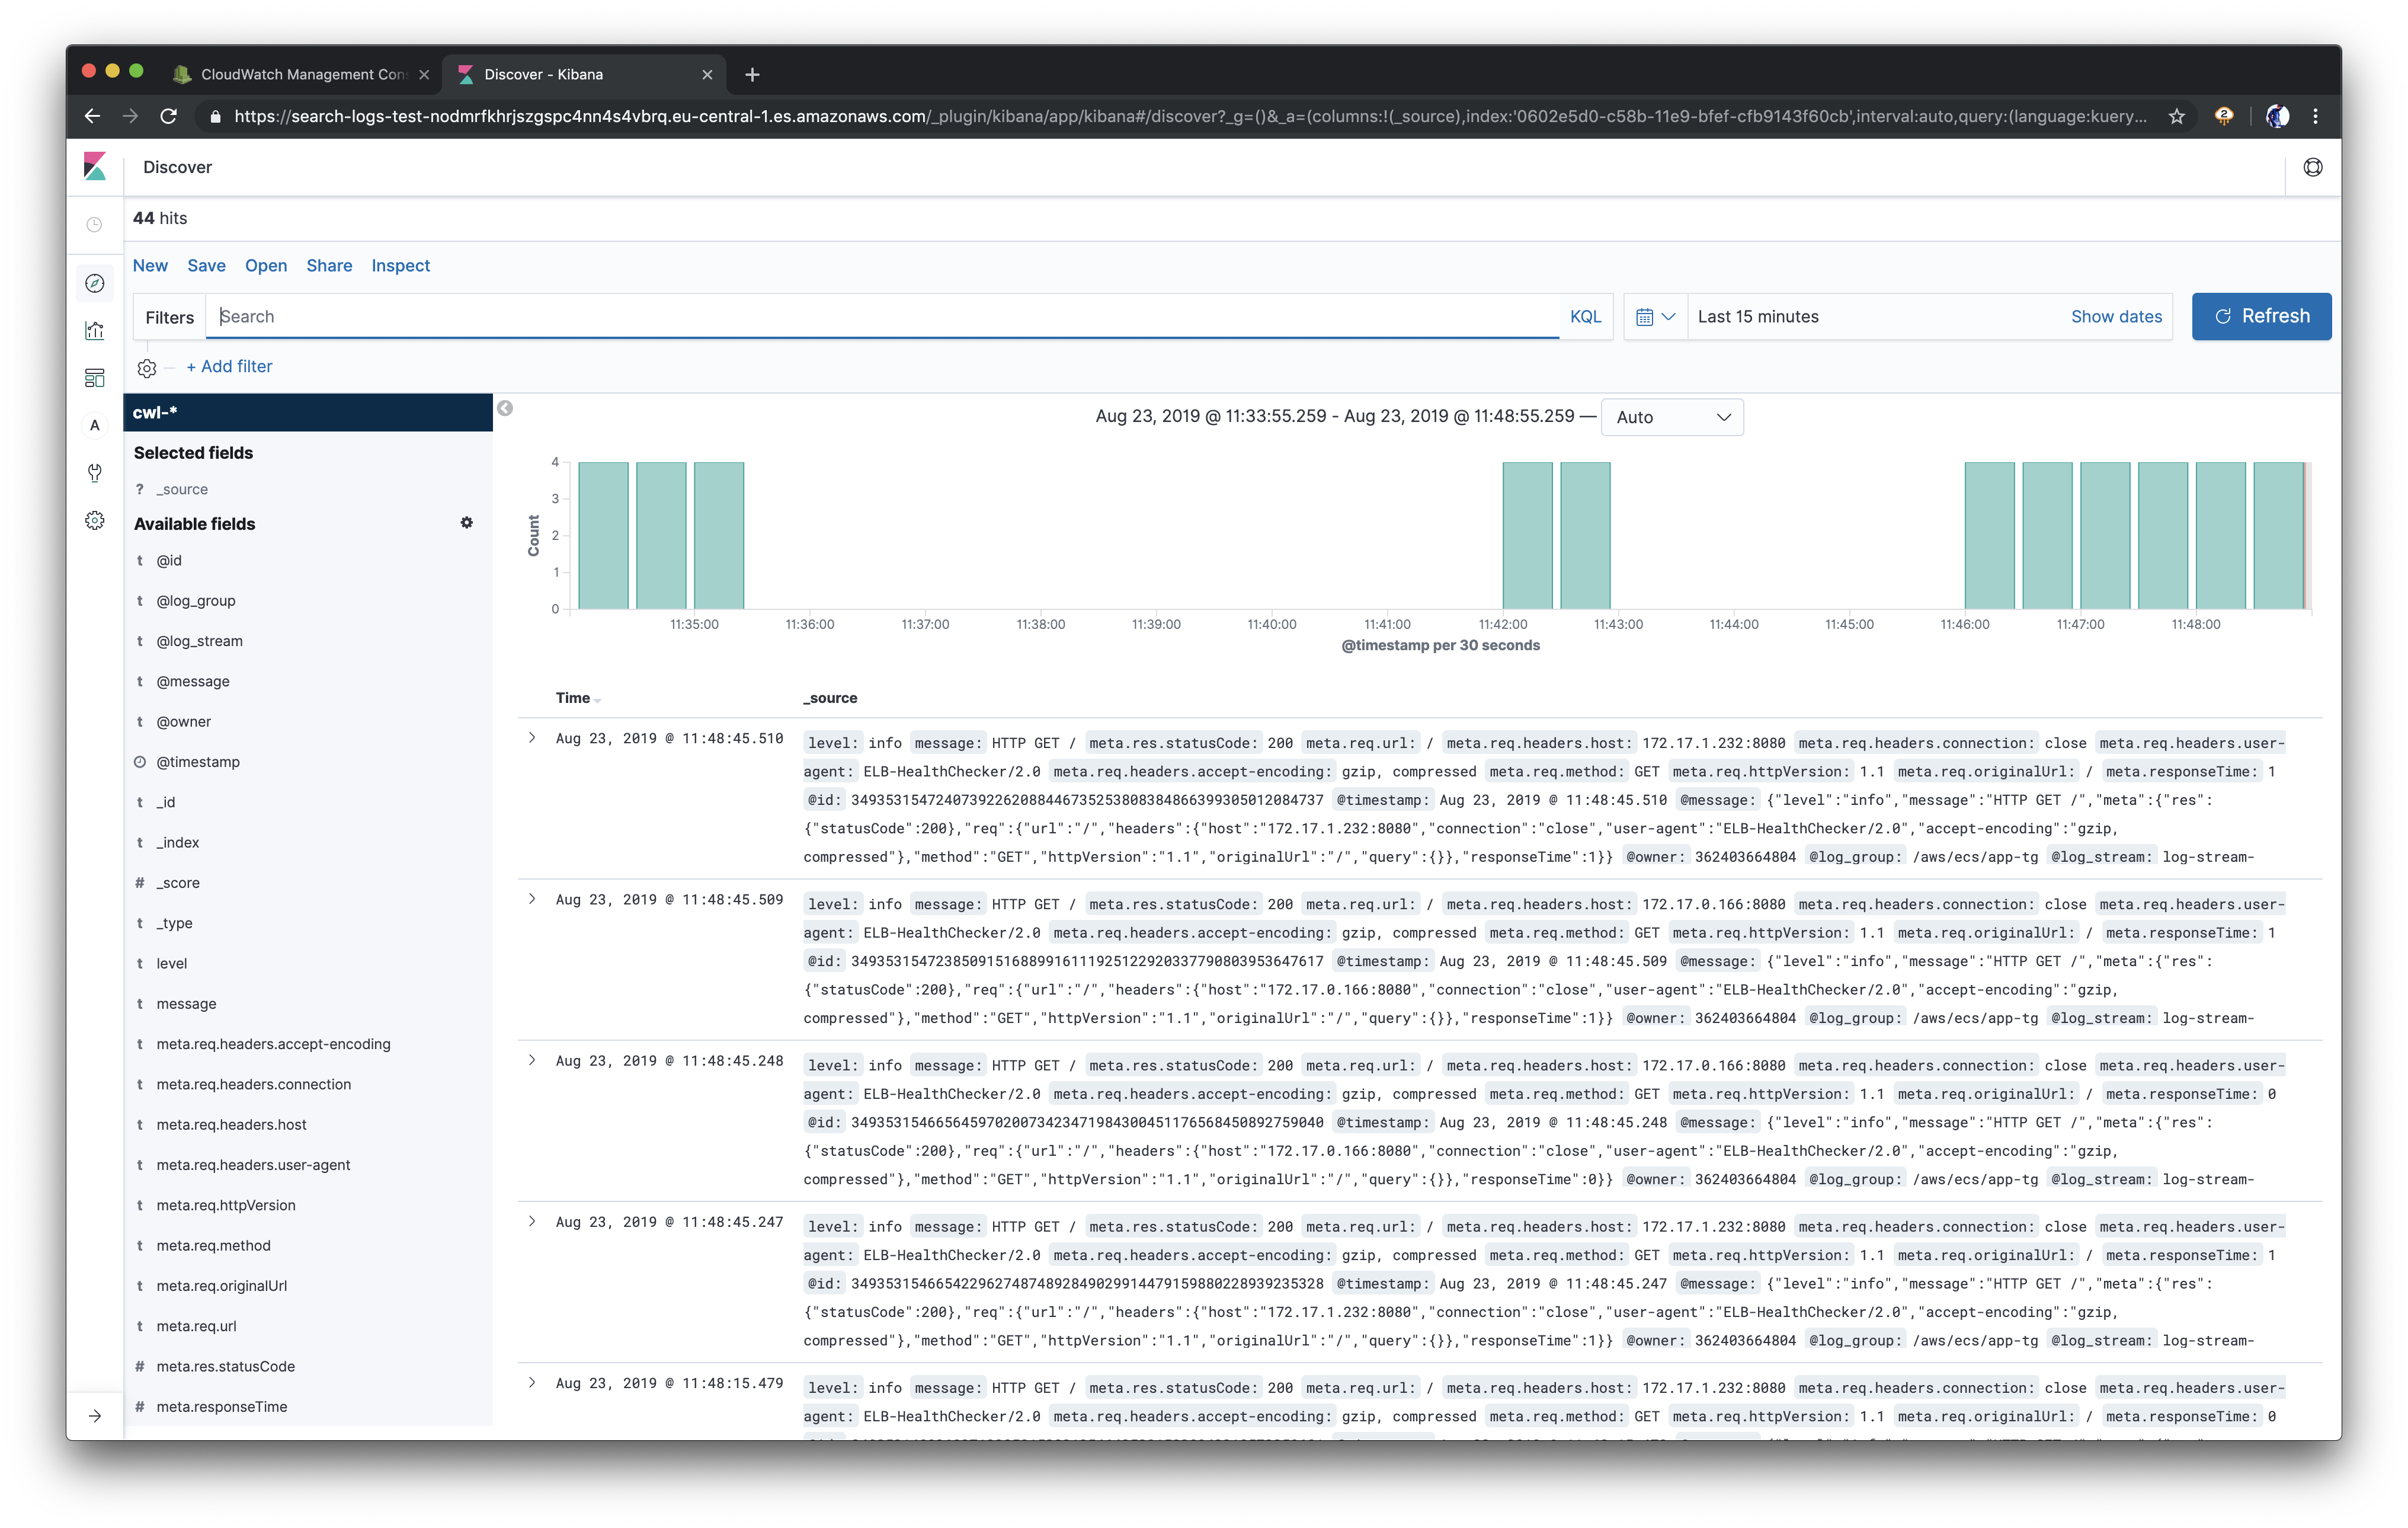 CloudWatch Management Con
Discover - Kibana
https://search-logs-test-nodmrfkhrjszgspc4nn4s4vbrq.eu-central-1.es.amazonaws.com/_plugin/kibana/app/kibana#/discover?_g=()&_a=(columns:!(_source),index:'0602e5d0-c58b-11e9-bfef-cfb9143f60cb',interval:auto,query:(language:kuery...
2
Discover
44 hits
New Save Open Share Inspect
Filters Search KQL Last 15 minutes Show dates Refresh
+ Add filter
A
cwl-*
Selected fields
? _source
Available fields
t @id
t @log_group
t @log_stream
t @message
t @owner
@timestamp
t _id
t _index
# _score
t _type
t level
t message
t meta.req.headers.accept-encoding
t meta.req.headers.connection
t meta.req.headers.host
t meta.req.headers.user-agent
t meta.req.httpVersion
t meta.req.method
t meta.req.originalUrl
t meta.req.url
# meta.res.statusCode
# meta.responseTime
Aug 23, 2019 @ 11:33:55.259 - Aug 23, 2019 @ 11:48:55.259 — Auto
Count
4
3
2
1
0
11:35:00 11:36:00 11:37:00 11:38:00 11:39:00 11:40:00 11:41:00 11:42:00 11:43:00 11:44:00 11:45:00 11:46:00 11:47:00 11:48:00
@timestamp per 30 seconds
Time _source
Aug 23, 2019 @ 11:48:45.510 level: info message: HTTP GET / meta.res.statusCode: 200 meta.req.url: / meta.req.headers.host: 172.17.1.232:8080 meta.req.headers.connection: close meta.req.headers.user-
agent: ELB-HealthChecker/2.0 meta.req.headers.accept-encoding: gzip, compressed meta.req.method: GET meta.req.httpVersion: 1.1 meta.req.originalUrl: / meta.responseTime: 1
@id: 34935315472407392262088446735253808384866399305012084737 @timestamp: Aug 23, 2019 @ 11:48:45.510 @message: {"level":"info","message":"HTTP GET /","meta":{"res":
{"statusCode":200},"req":{"url":"/","headers":{"host":"172.17.1.232:8080","connection":"close","user-agent":"ELB-HealthChecker/2.0","accept-encoding":"gzip,
compressed"},"method":"GET","httpVersion":"1.1","originalUrl":"/","query":{}},"responseTime":1}} @owner: 362403664804 @log_group: /aws/ecs/app-tg @log_stream: log-stream-
Aug 23, 2019 @ 11:48:45.509 level: info message: HTTP GET / meta.res.statusCode: 200 meta.req.url: / meta.req.headers.host: 172.17.0.166:8080 meta.req.headers.connection: close meta.req.headers.user-
agent: ELB-HealthChecker/2.0 meta.req.headers.accept-encoding: gzip, compressed meta.req.method: GET meta.req.httpVersion: 1.1 meta.req.originalUrl: / meta.responseTime: 1
@id: 34935315472385091516889916111925122920337790803953647617 @timestamp: Aug 23, 2019 @ 11:48:45.509 @message: {"level":"info","message":"HTTP GET /","meta":{"res":
{"statusCode":200},"req":{"url":"/","headers":{"host":"172.17.0.166:8080","connection":"close","user-agent":"ELB-HealthChecker/2.0","accept-encoding":"gzip,
compressed"},"method":"GET","httpVersion":"1.1","originalUrl":"/","query":{}},"responseTime":1}} @owner: 362403664804 @log_group: /aws/ecs/app-tg @log_stream: log-stream-
Aug 23, 2019 @ 11:48:45.248 level: info message: HTTP GET / meta.res.statusCode: 200 meta.req.url: / meta.req.headers.host: 172.17.0.166:8080 meta.req.headers.connection: close meta.req.headers.user-
agent: ELB-HealthChecker/2.0 meta.req.headers.accept-encoding: gzip, compressed meta.req.method: GET meta.req.httpVersion: 1.1 meta.req.originalUrl: / meta.responseTime: 0
@id: 34935315466564597020073423471984300451176568450892759040 @timestamp: Aug 23, 2019 @ 11:48:45.248 @message: {"level":"info","message":"HTTP GET /","meta":{"res":
{"statusCode":200},"req":{"url":"/","headers":{"host":"172.17.0.166:8080","connection":"close","user-agent":"ELB-HealthChecker/2.0","accept-encoding":"gzip,
compressed"},"method":"GET","httpVersion":"1.1","originalUrl":"/","query":{}},"responseTime":0}} @owner: 362403664804 @log_group: /aws/ecs/app-tg @log_stream: log-stream-
Aug 23, 2019 @ 11:48:45.247 level: info message: HTTP GET / meta.res.statusCode: 200 meta.req.url: / meta.req.headers.host: 172.17.1.232:8080 meta.req.headers.connection: close meta.req.headers.user-
agent: ELB-HealthChecker/2.0 meta.req.headers.accept-encoding: gzip, compressed meta.req.method: GET meta.req.httpVersion: 1.1 meta.req.originalUrl: / meta.responseTime: 1
@id: 34935315466542296274874892849029914479159880228939235328 @timestamp: Aug 23, 2019 @ 11:48:45.247 @message: {"level":"info","message":"HTTP GET /","meta":{"res":
{"statusCode":200},"req":{"url":"/","headers":{"host":"172.17.1.232:8080","connection":"close","user-agent":"ELB-HealthChecker/2.0","accept-encoding":"gzip,
compressed"},"method":"GET","httpVersion":"1.1","originalUrl":"/","query":{}},"responseTime":1}} @owner: 362403664804 @log_group: /aws/ecs/app-tg @log_stream: log-stream-
Aug 23, 2019 @ 11:48:15.479 level: info message: HTTP GET / meta.res.statusCode: 200 meta.req.url: / meta.req.headers.host: 172.17.1.232:8080 meta.req.headers.connection: close meta.req.headers.user-
agent: ELB-HealthChecker/2.0 meta.req.headers.accept-encoding: gzip, compressed meta.req.method: GET meta.req.httpVersion: 1.1 meta.req.originalUrl: / meta.responseTime: 0